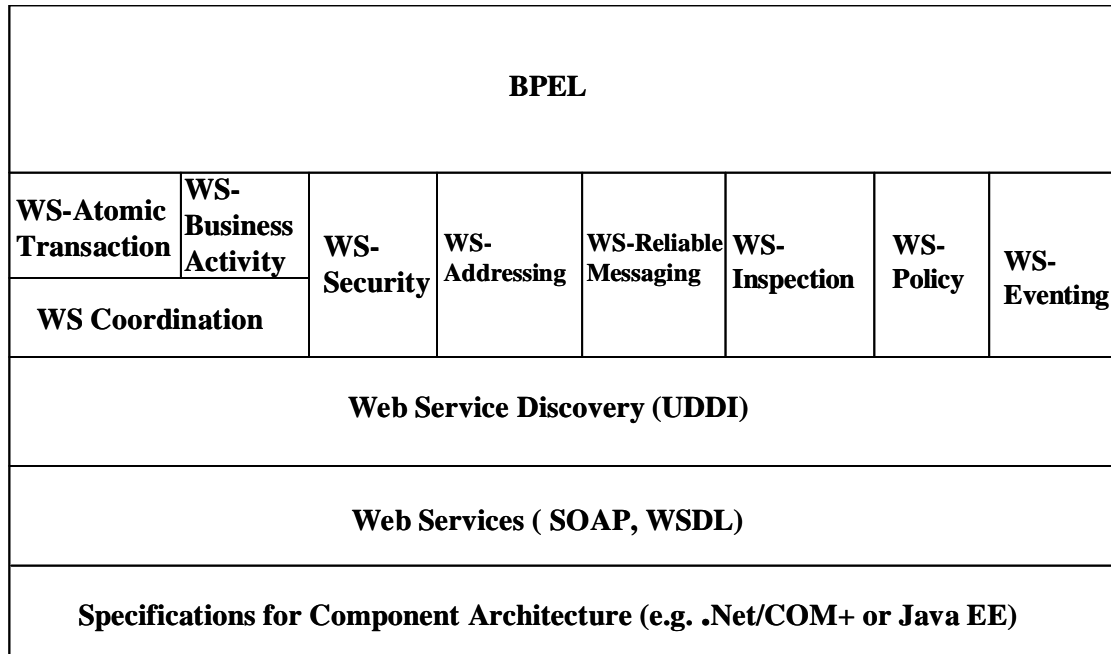 BPEL
WS-Atomic
Transaction
WS-
Business
Activity
WS Coordination
WS-
Security
WS-
Addressing
WS-Reliable
Messaging
WS-
Inspection
WS-
Policy
WS-
Eventing
Web Service Discovery (UDDI)
Web Services ( SOAP, WSDL)
Specifications for Component Architecture (e.g. .Net/COM+ or Java EE)